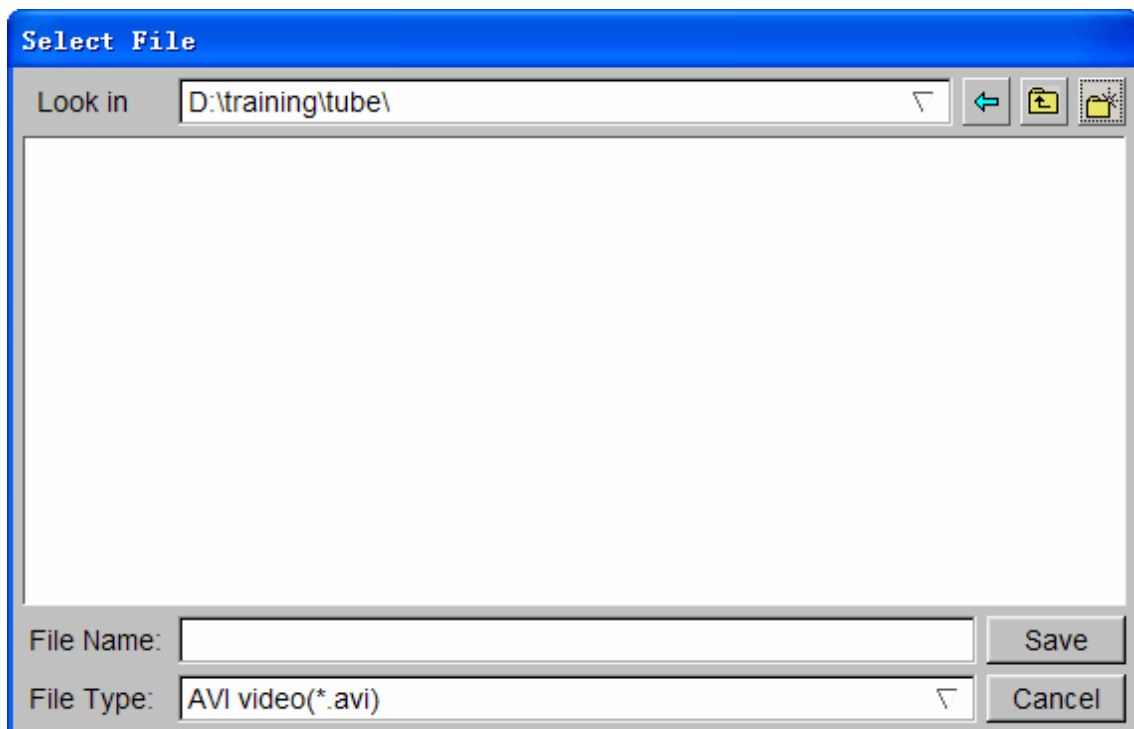 Select File
Look in D:\training\tube\
File Name:
Save
File Type: AVI video(*.avi)
Cancel